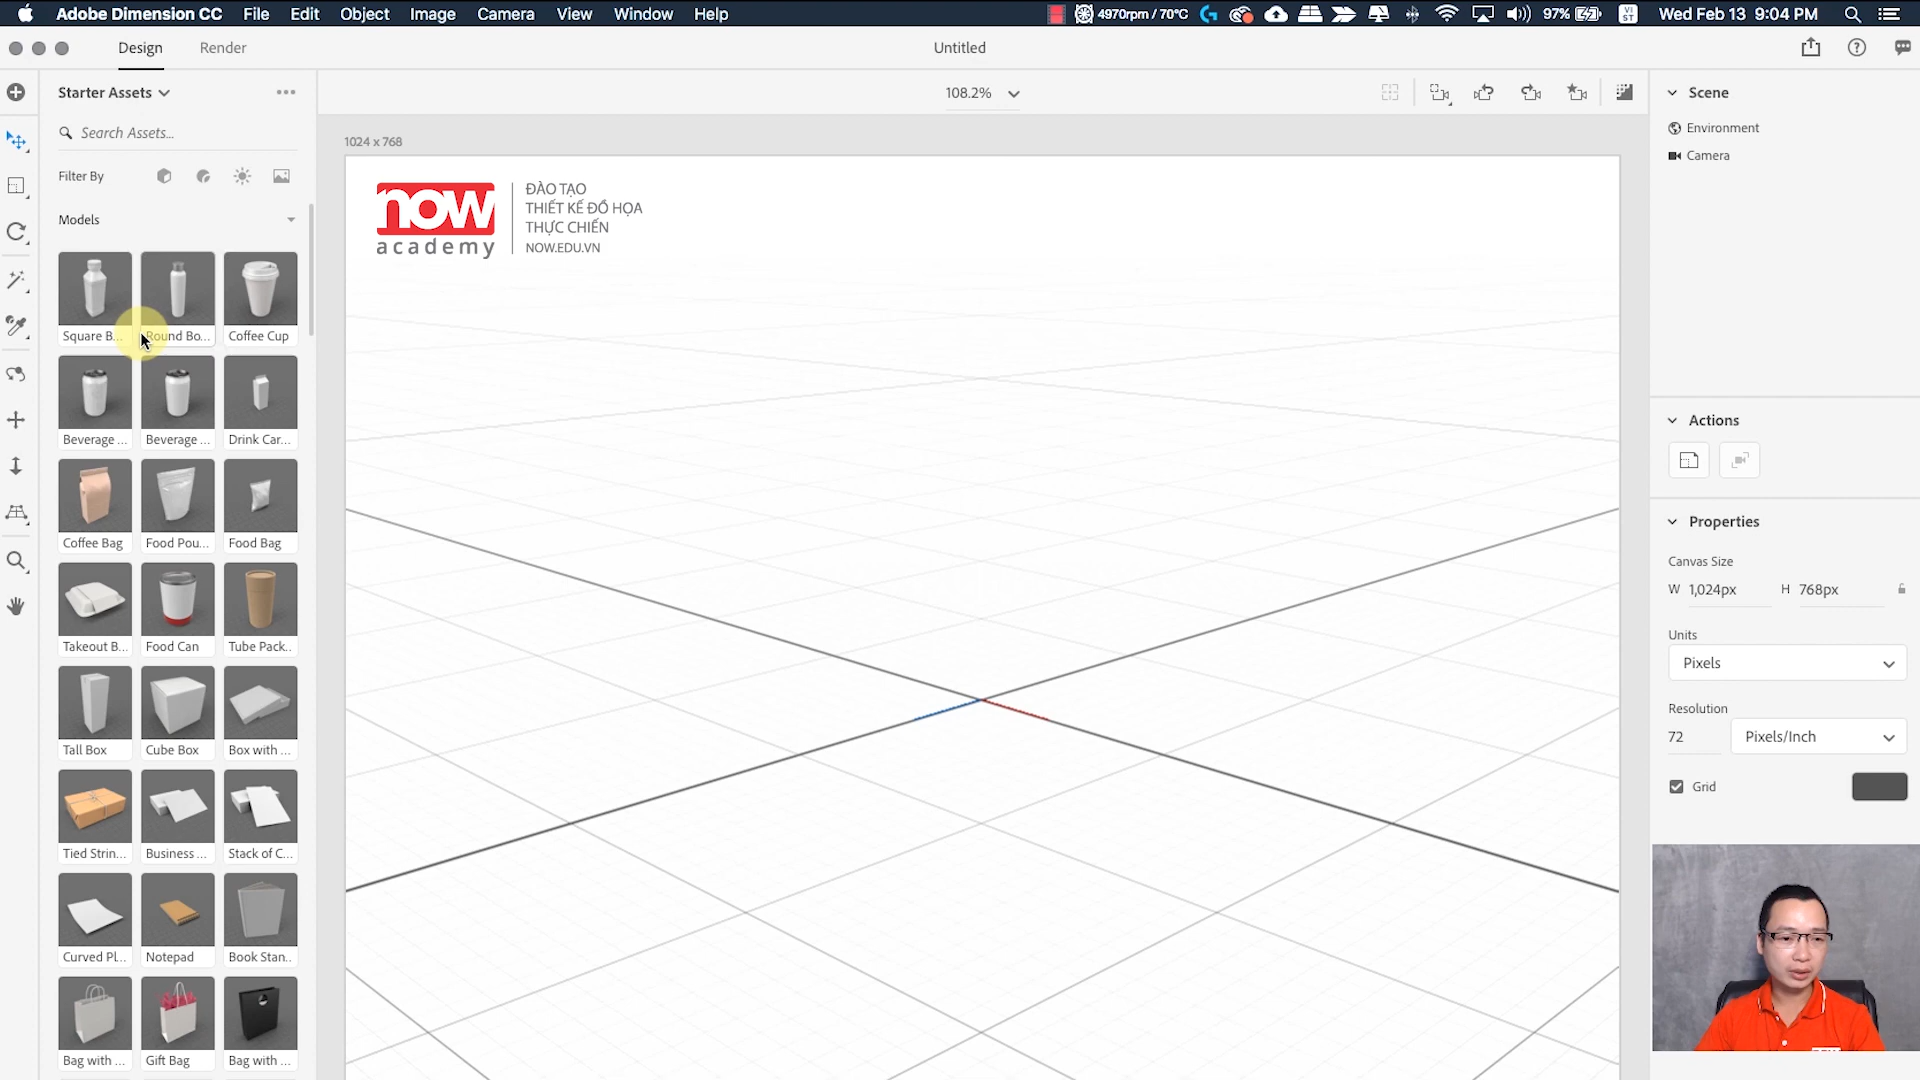 Adobe Dimension CC File Edit Object Image Camera View Window Help
4970rpm / 70°C 97% VI ST Wed Feb 13 9:04 PM
Design Render Untitled
Starter Assets
108.2%
Scene
Search Assets...
1024 x 768
Environment
Camera
Filter By
now
academy
ĐÀO TẠO
THIẾT KẾ ĐỒ HỌA
THỰC CHIẾN
NOW.EDU.VN
Models
Square B... Round Bo... Coffee Cup
Beverage ... Beverage ... Drink Car...
Coffee Bag Food Pou... Food Bag
Takeout B... Food Can Tube Pack..
Tall Box Cube Box Box with ...
Tied Strin... Business ... Stack of C...
Curved Pl... Notepad Book Stan..
Bag with ... Gift Bag Bag with ...
Actions
Properties
Canvas Size
W 1,024px H 768px
Units
Pixels
Resolution
72 Pixels/Inch
Grid